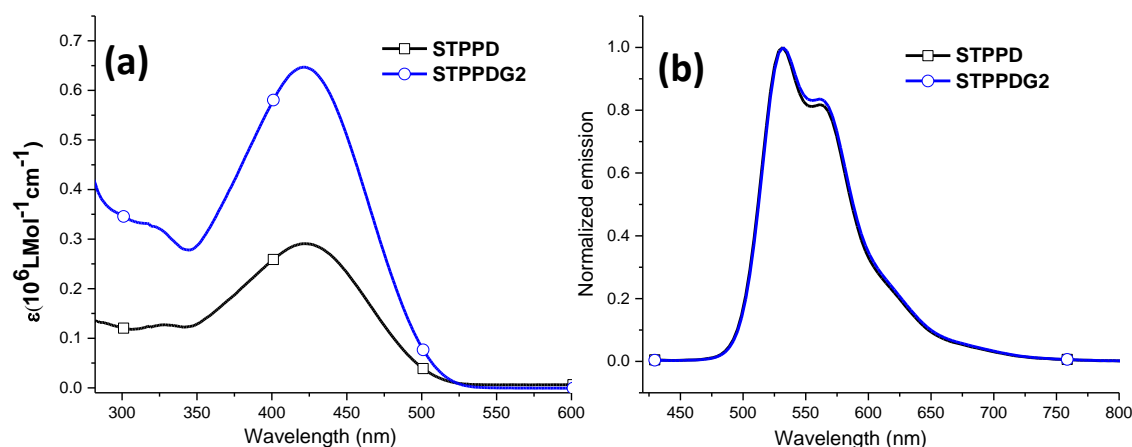 (a)
STPPD
STPPDG2
ε(10⁶LMol⁻¹cm⁻¹)
0.7
0.6
0.5
0.4
0.3
0.2
0.1
0.0
300 350 400 450 500 550 600
Wavelength (nm)
(b)
STPPD
STPPDG2
Normalized emission
1.0
0.8
0.6
0.4
0.2
0.0
450 500 550 600 650 700 750 800
Wavelength (nm)